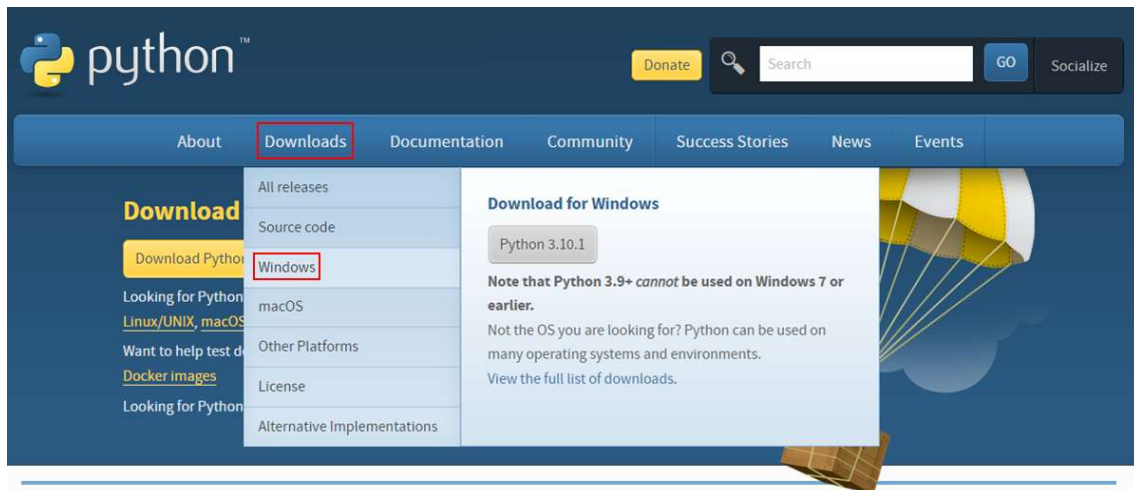 python™
Donate
Search
GO
Socialize
About
Downloads
Documentation
Community
Success Stories
News
Events
Download
Download Python
Looking for Python
Linux/UNIX, macOS
Want to help test
Docker images
Looking for Python
All releases
Source code
Windows
macOS
Other Platforms
License
Alternative Implementations
Download for Windows
Python 3.10.1
Note that Python 3.9+ cannot be used on Windows 7 or
earlier.
Not the OS you are looking for? Python can be used on
many operating systems and environments.
View the full list of downloads.